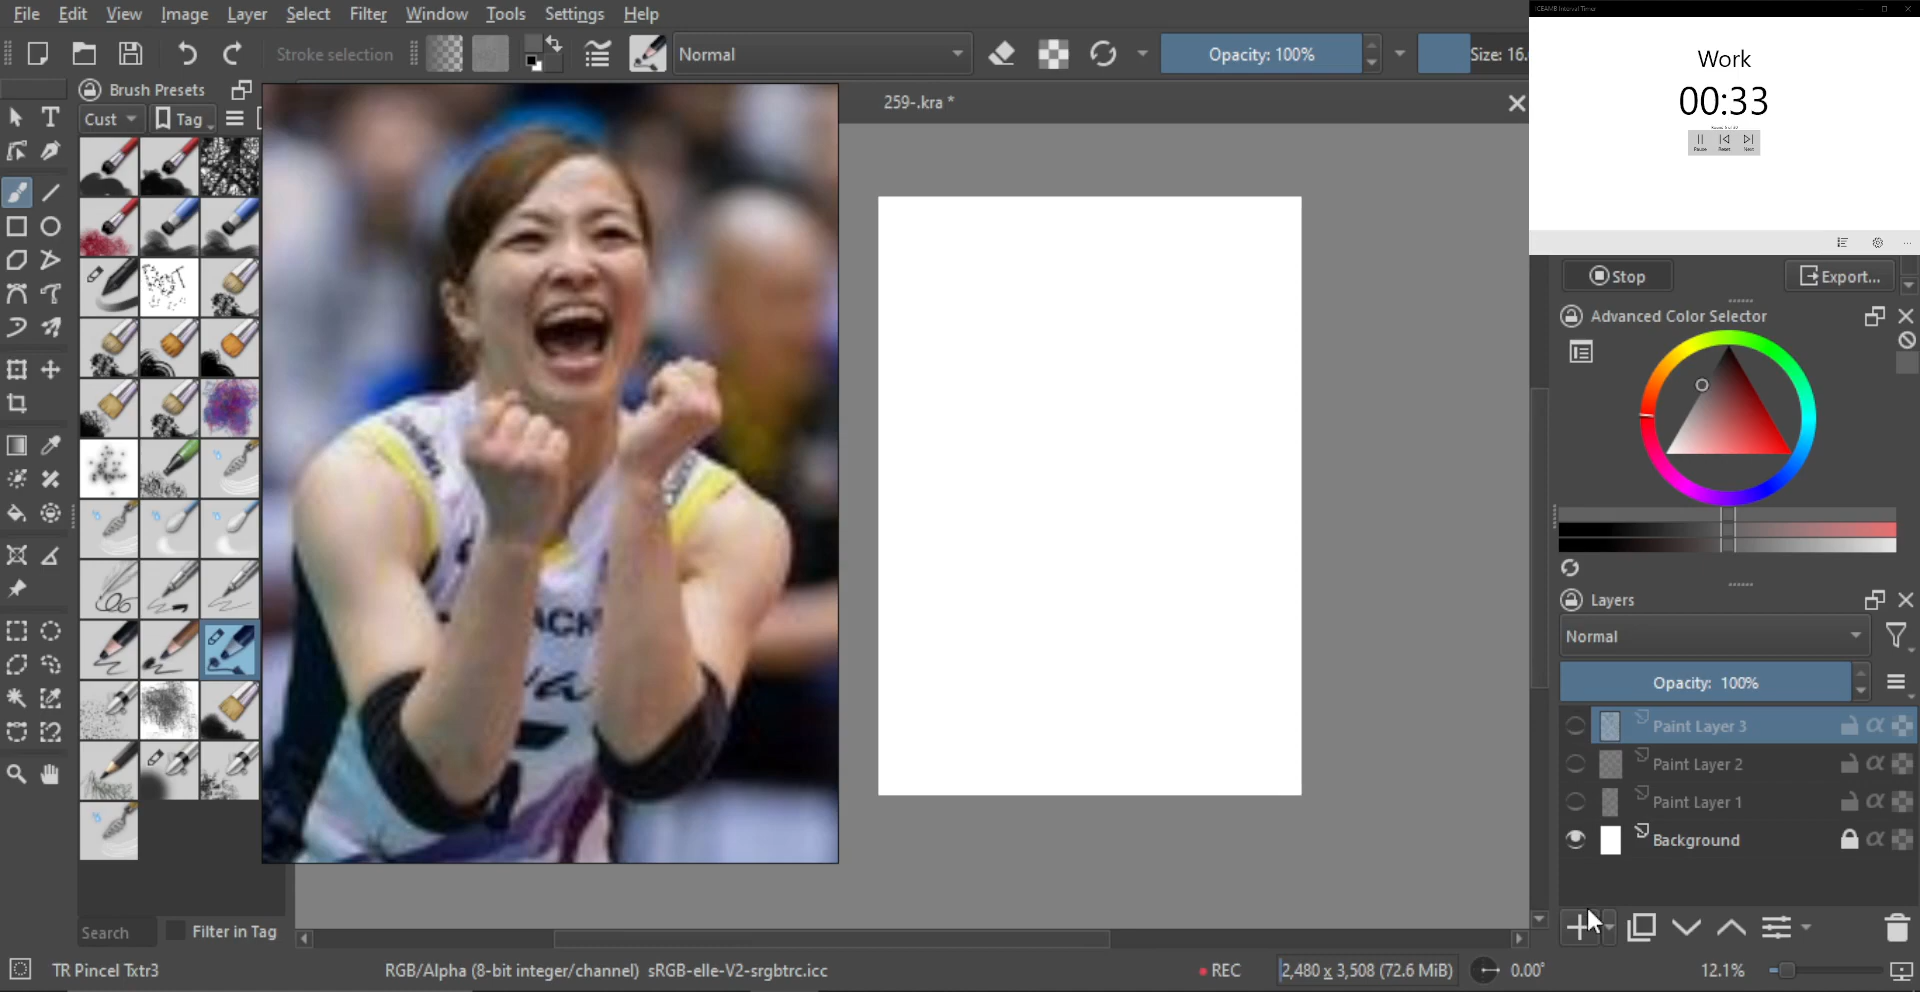 File Edit View Image Layer Select Filter Window Tools Settings Help
Stroke selection
Normal
Opacity: 100%
Size: 16.
ICEAMB Interval Timer
Work
00:33
Pause Reset Next
Brush Presets
Cust
Tag
259-.kra *
Stop
Export...
Advanced Color Selector
Layers
Normal
Opacity: 100%
Paint Layer 3
Paint Layer 2
Paint Layer 1
Background
Search
Filter in Tag
TR Pincel Txtr3
RGB/Alpha (8-bit integer/channel) sRGB-elle-V2-srgbtrc.icc
REC
2,480 x 3,508 (72.6 MiB)
0.00°
12.1%